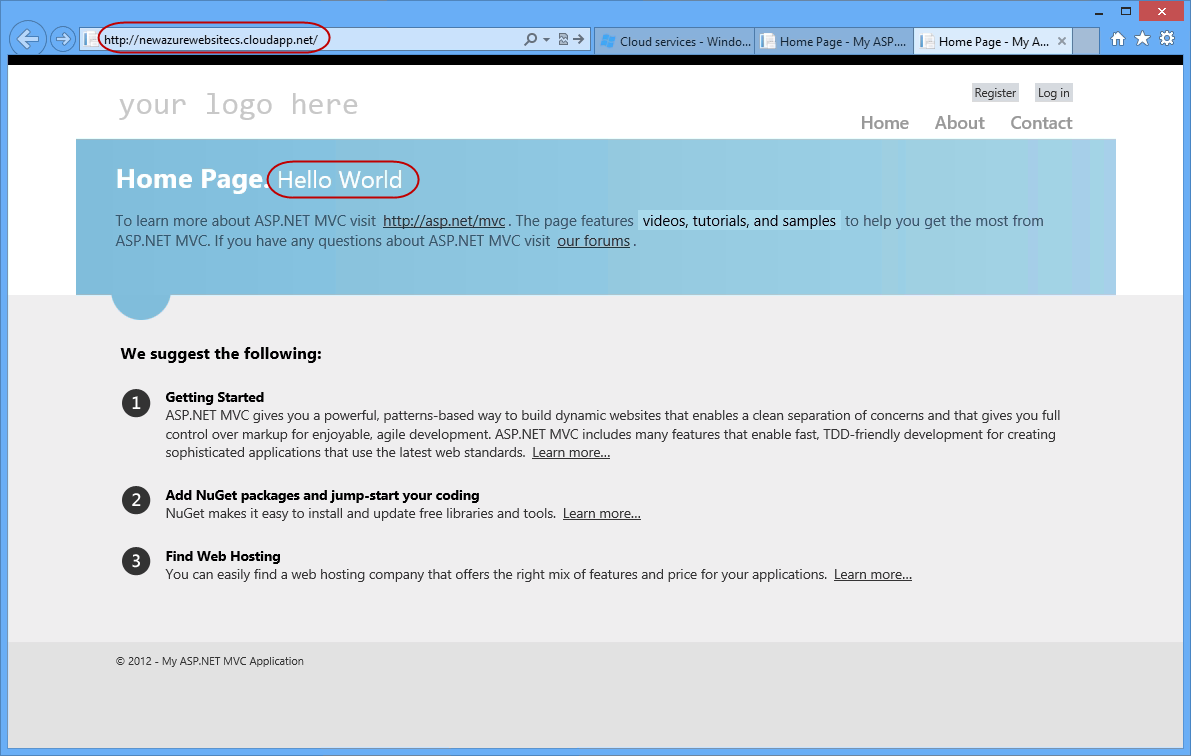 http://newazurewebsitecs.cloudapp.net/
Cloud services - Windo...
Home Page - My ASP....
Home Page - My A...
your logo here
Register
Log in
Home
About
Contact
Home Page. Hello World
To learn more about ASP.NET MVC visit http://asp.net/mvc . The page features videos, tutorials, and samples to help you get the most from
ASP.NET MVC. If you have any questions about ASP.NET MVC visit our forums .
We suggest the following:
1 Getting Started
ASP.NET MVC gives you a powerful, patterns-based way to build dynamic websites that enables a clean separation of concerns and that gives you full
control over markup for enjoyable, agile development. ASP.NET MVC includes many features that enable fast, TDD-friendly development for creating
sophisticated applications that use the latest web standards. Learn more...
2 Add NuGet packages and jump-start your coding
NuGet makes it easy to install and update free libraries and tools. Learn more...
3 Find Web Hosting
You can easily find a web hosting company that offers the right mix of features and price for your applications. Learn more...
© 2012 - My ASP.NET MVC Application